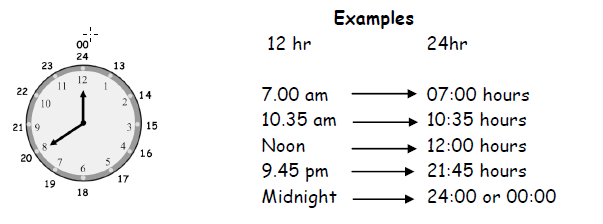 Examples
12 hr 24hr
7.00 am 07:00 hours
10.35 am 10:35 hours
Noon 12:00 hours
9.45 pm 21:45 hours
Midnight 24:00 or 00:00
00
24
23 13
22 14
21 15
20 16
19 17
18
12
11 1
10 2
9 3
8 4
7 5
6